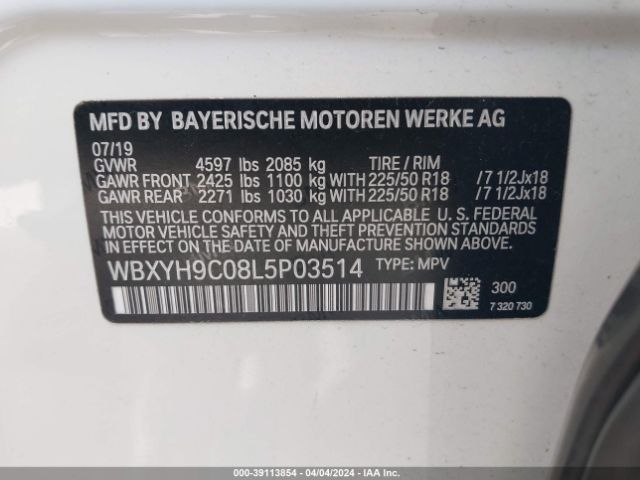 MFD BY BAYERISCHE MOTOREN WERKE AG
07/19
GVWR 4597 lbs 2085 kg TIRE / RIM
GAWR FRONT 2425 lbs 1100 kg WITH 225/50 R18 /7 1/2Jx18
GAWR REAR 2271 lbs 1030 kg WITH 225/50 R18 /7 1/2Jx18
THIS VEHICLE CONFORMS TO ALL APPLICABLE U. S. FEDERAL
MOTOR VEHICLE SAFETY AND THEFT PREVENTION STANDARDS
IN EFFECT ON THE DATE OF MANUFACTURE SHOWN ABOVE.
WBXYH9C08L5P03514 TYPE: MPV
300
7 320 730
000-39113854 - 04/04/2024 - IAA, Inc.